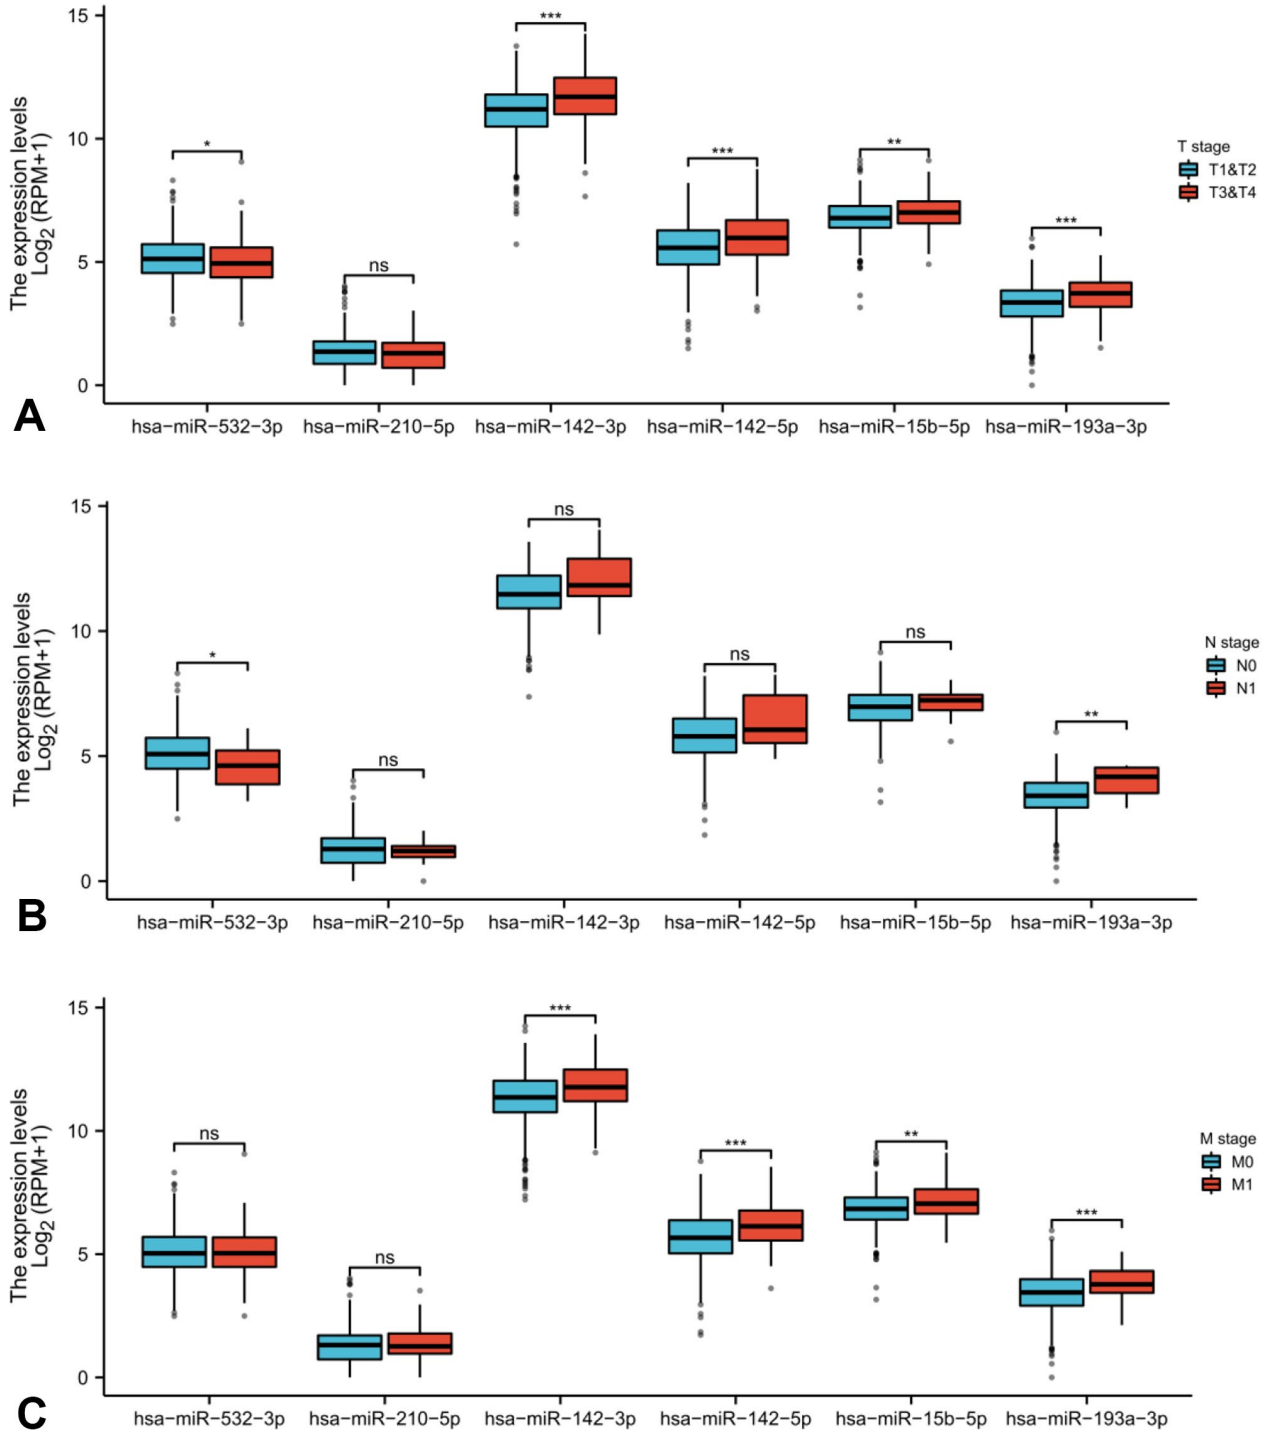 The expression levels
Log2 (RPM+1)
15
10
5
0
*
ns
***
***
**
***
T stage
T1&T2
T3&T4
hsa−miR−532−3p
hsa−miR−210−5p
hsa−miR−142−3p
hsa−miR−142−5p
hsa−miR−15b−5p
hsa−miR−193a−3p
A
The expression levels
Log2 (RPM+1)
15
10
5
0
*
ns
ns
ns
ns
**
N stage
N0
N1
hsa−miR−532−3p
hsa−miR−210−5p
hsa−miR−142−3p
hsa−miR−142−5p
hsa−miR−15b−5p
hsa−miR−193a−3p
B
The expression levels
Log2 (RPM+1)
15
10
5
0
ns
ns
***
***
**
***
M stage
M0
M1
hsa−miR−532−3p
hsa−miR−210−5p
hsa−miR−142−3p
hsa−miR−142−5p
hsa−miR−15b−5p
hsa−miR−193a−3p
C